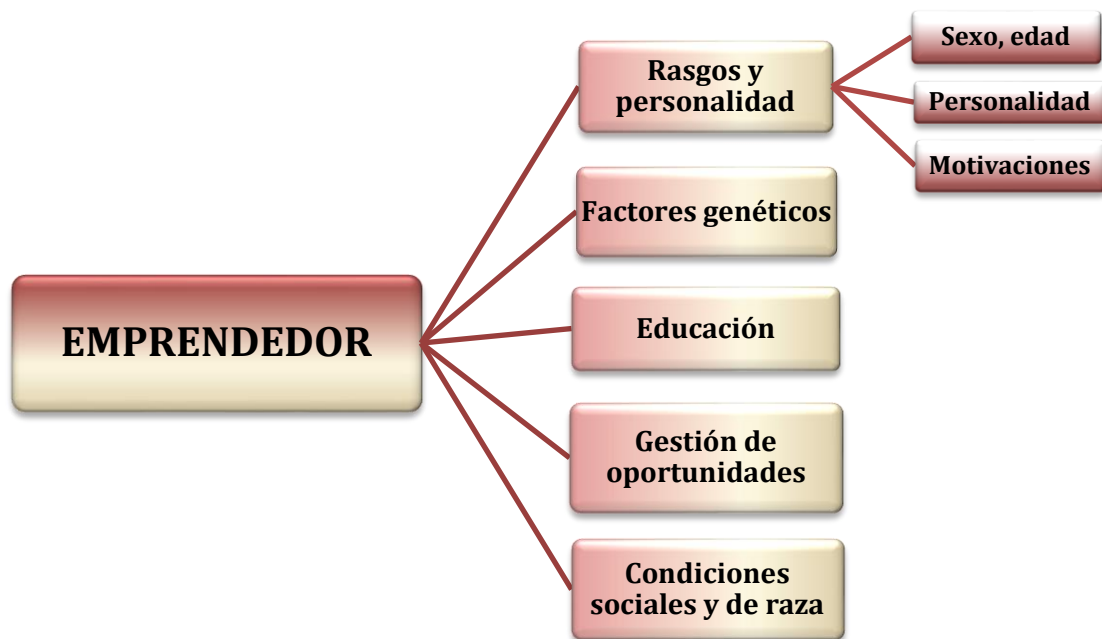 EMPRENDEDOR
Rasgos y
personalidad
Sexo, edad
Personalidad
Motivaciones
Factores genéticos
Educación
Gestión de
oportunidades
Condiciones
sociales y de raza